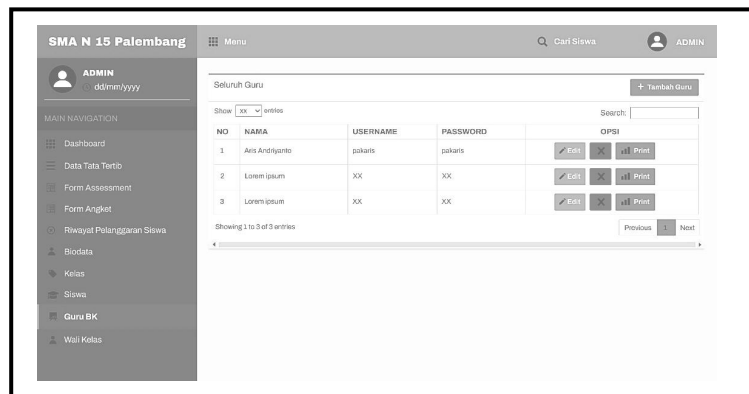 SMA N 15 Palembang
Menu
Cari Siswa
ADMIN
ADMIN
dd/mm/yyyy
MAIN NAVIGATION
Dashboard
Data Tata Tertib
Form Assessment
Form Angket
Riwayat Pelanggaran Siswa
Biodata
Kelas
Siswa
Guru BK
Wali Kelas
Seluruh Guru
+ Tambah Guru
Show xx entries
Search:
NO NAMA USERNAME PASSWORD OPSI
1 Aris Andriyanto pakaris pakaris Edit X Print
2 Lorem ipsum XX XX Edit X Print
3 Lorem ipsum XX XX Edit X Print
Showing 1 to 3 of 3 entries
Previous 1 Next